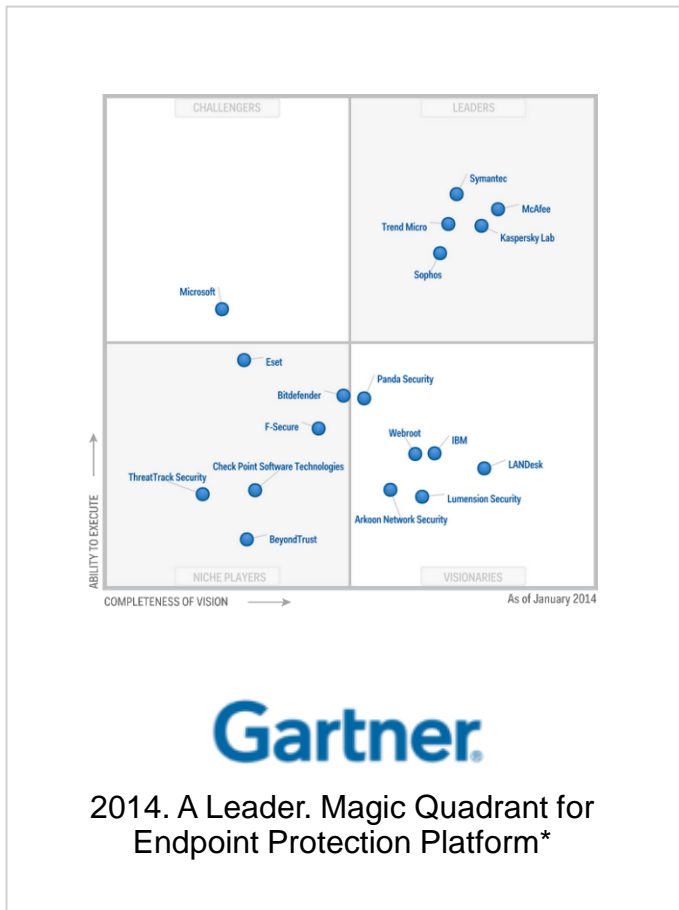 CHALLENGERS
LEADERS
Symantec
McAfee
Trend Micro
Kaspersky Lab
Sophos
Microsoft
Eset
Bitdefender
Panda Security
F-Secure
Webroot
IBM
LANDesk
Check Point Software Technologies
ThreatTrack Security
Lumension Security
Arkoon Network Security
BeyondTrust
NICHE PLAYERS
VISIONARIES
ABILITY TO EXECUTE
COMPLETENESS OF VISION
As of January 2014
Gartner®
2014. A Leader. Magic Quadrant for
Endpoint Protection Platform*